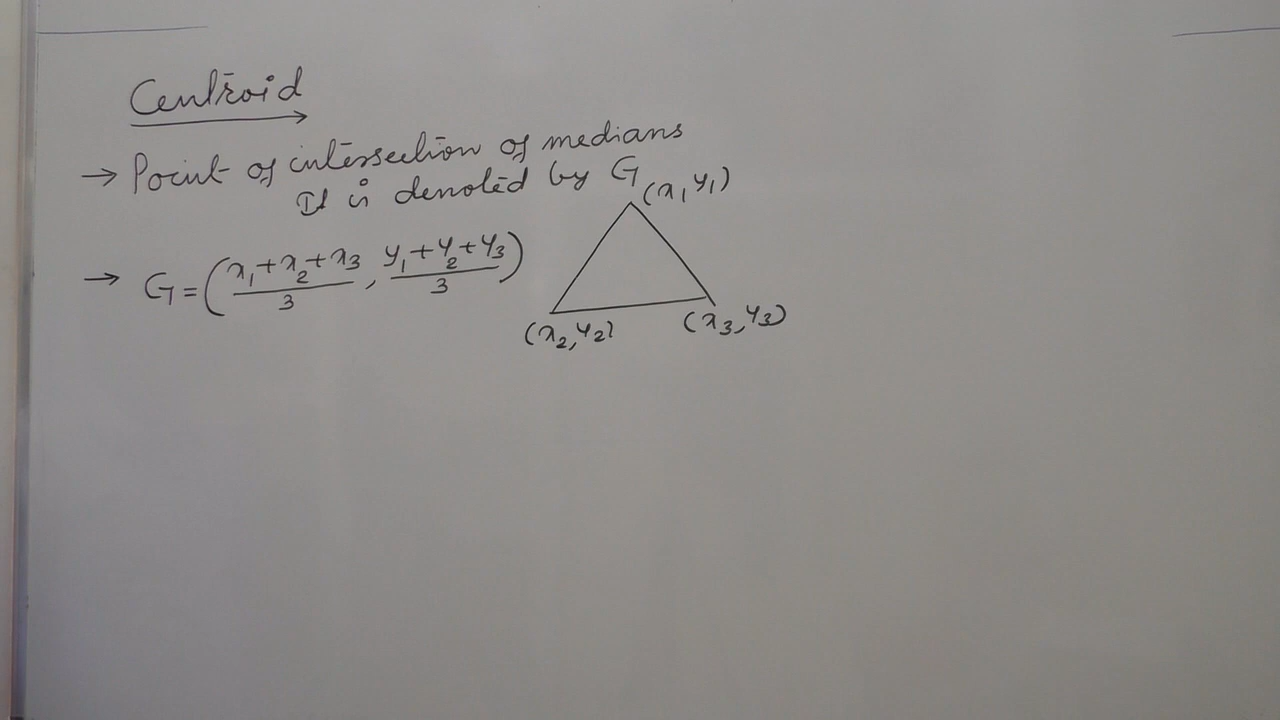 Centroid
→ Point of intersection of medians
It is denoted by G
(x₁, y₁)
→ G = ( (x₁+x₂+x₃)/3 , (y₁+y₂+y₃)/3 )
(x₂, y₂) (x₃, y₃)